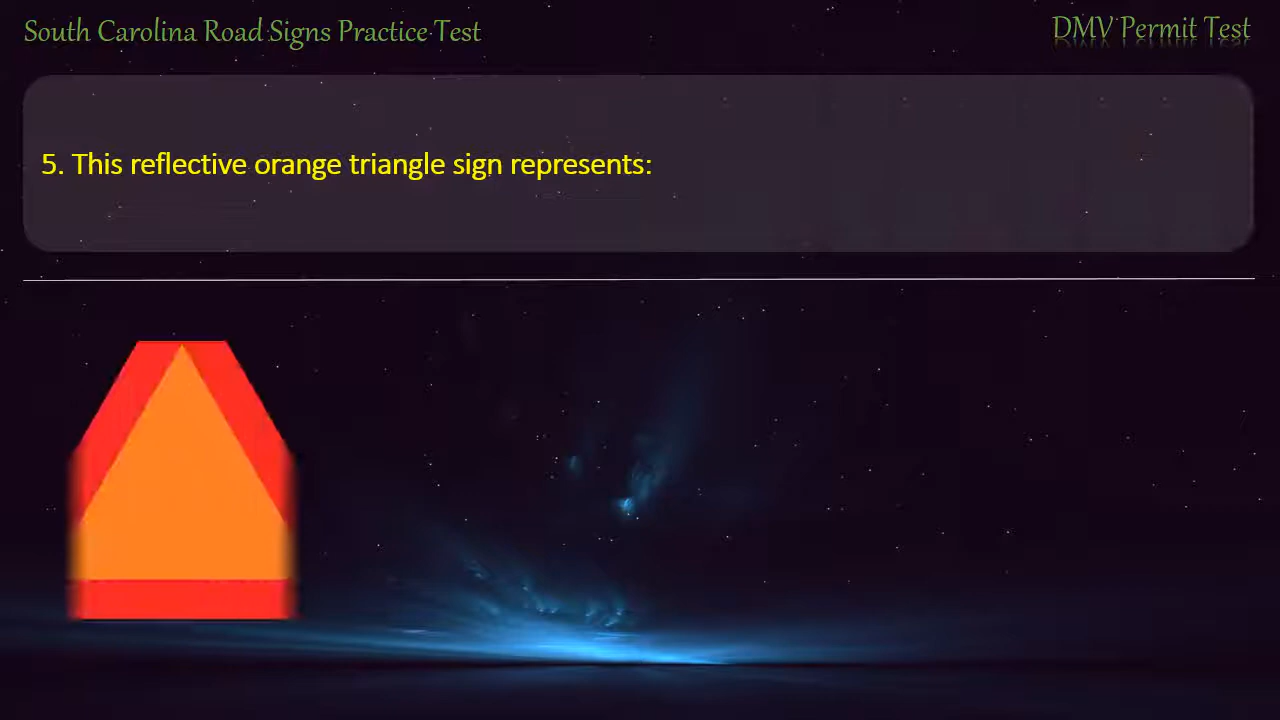 South Carolina Road Signs Practice Test
DMV Permit Test
5. This reflective orange triangle sign represents: